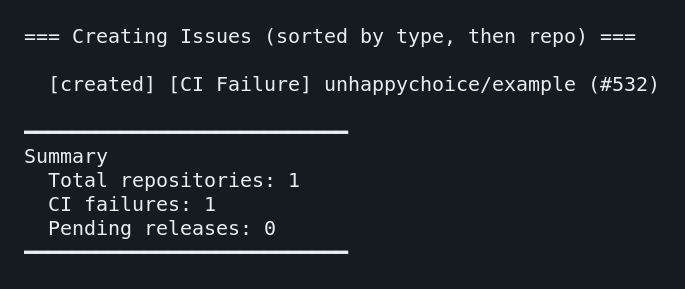 === Creating Issues (sorted by type, then repo) ===
[created] [CI Failure] unhappychoice/example (#532)
Summary
Total repositories: 1
CI failures: 1
Pending releases: 0